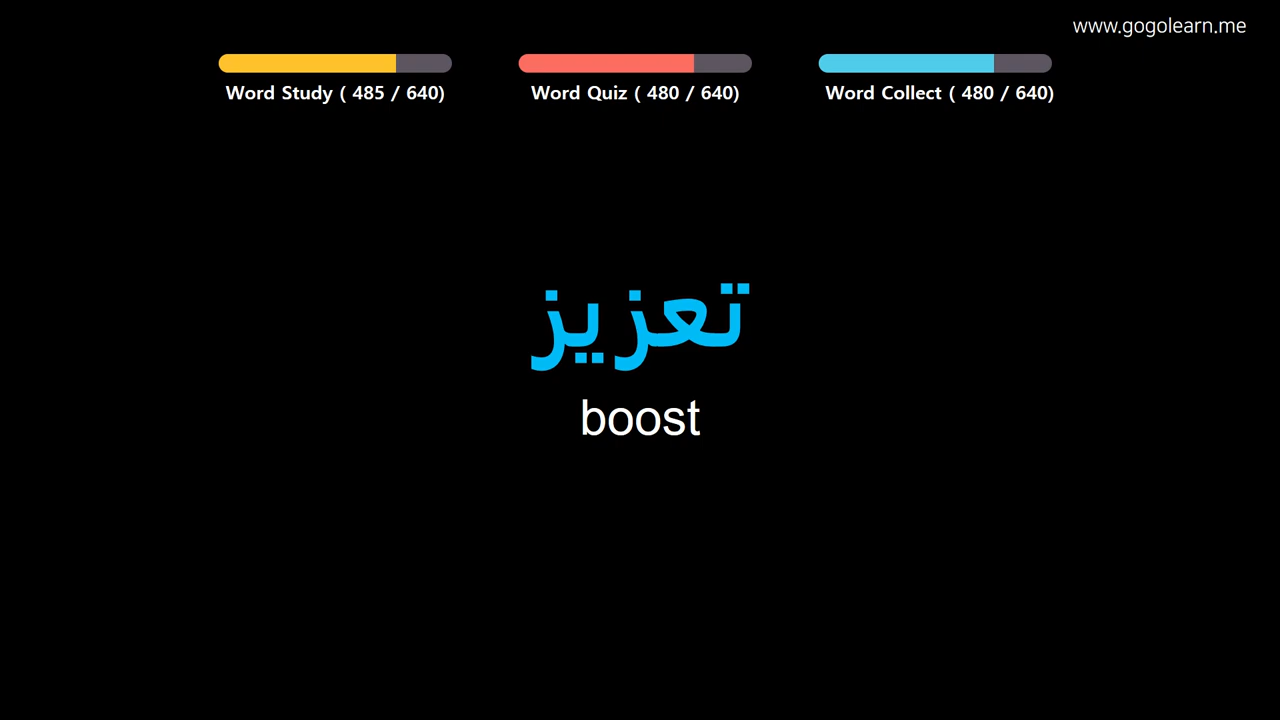 www.gogolearn.me
Word Study ( 485 / 640)
Word Quiz ( 480 / 640)
Word Collect ( 480 / 640)
تعزيز
boost